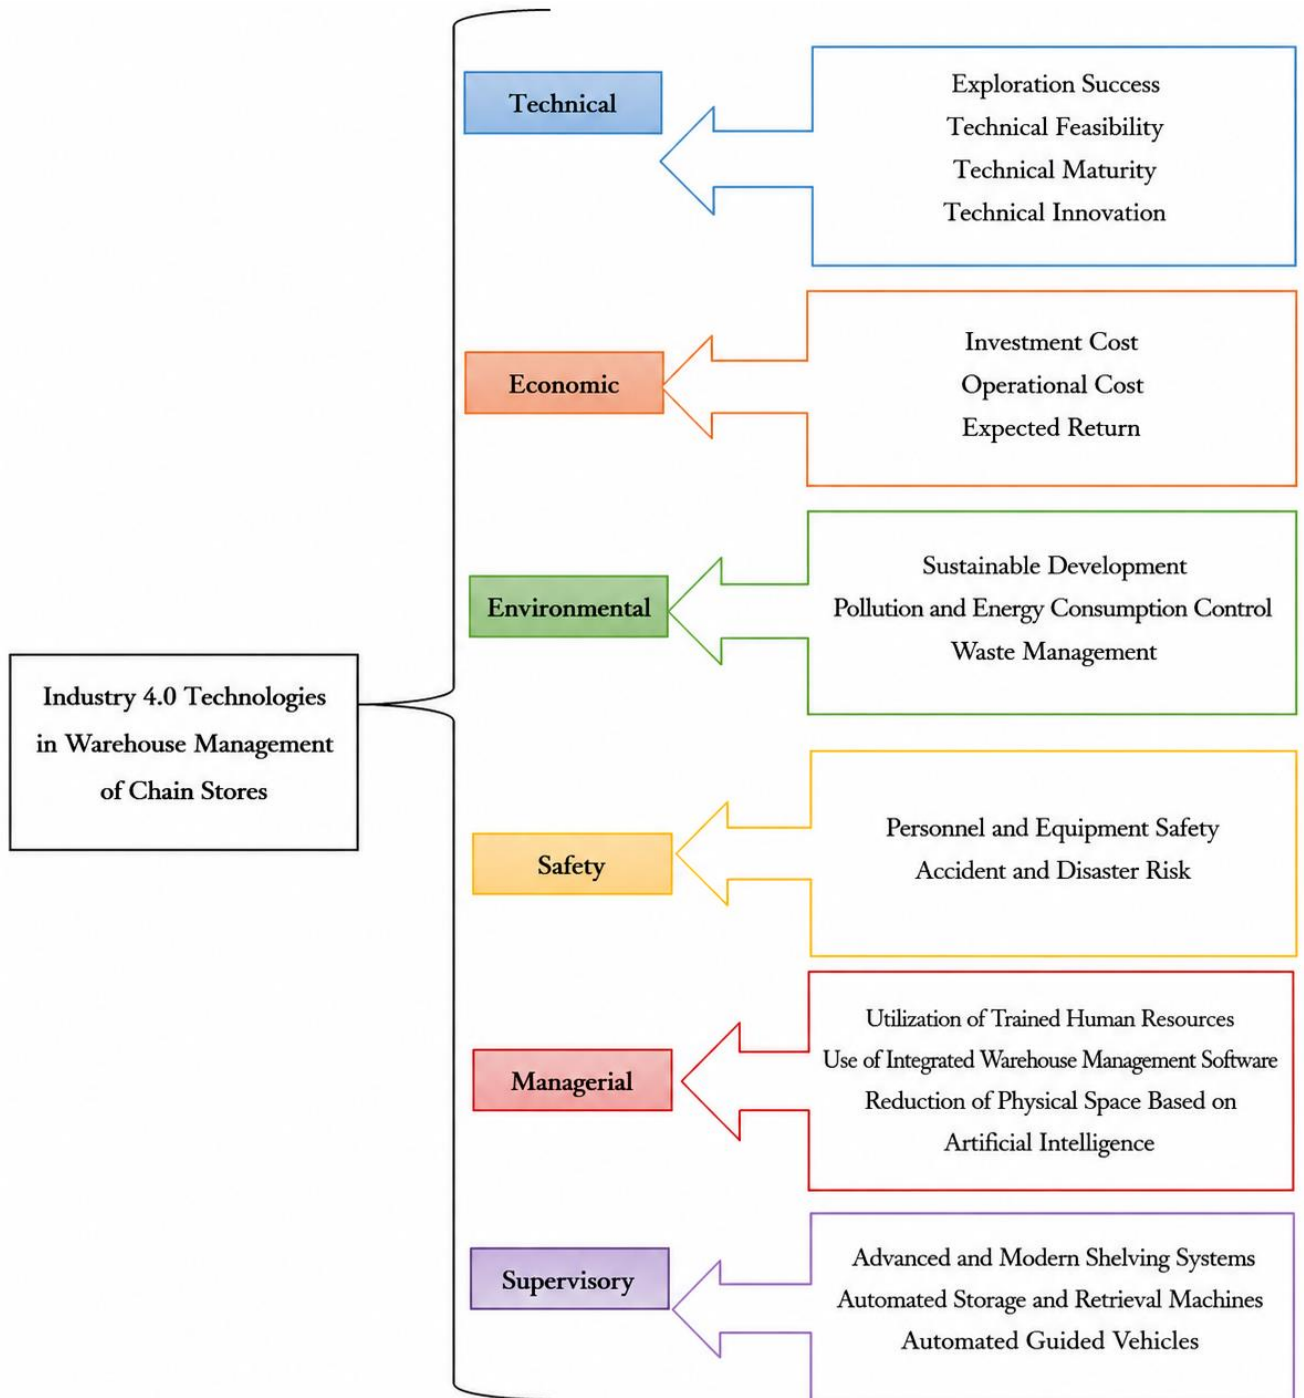 Industry 4.0 Technologies
in Warehouse Management
of Chain Stores
Technical
Exploration Success
Technical Feasibility
Technical Maturity
Technical Innovation
Economic
Investment Cost
Operational Cost
Expected Return
Environmental
Sustainable Development
Pollution and Energy Consumption Control
Waste Management
Safety
Personnel and Equipment Safety
Accident and Disaster Risk
Managerial
Utilization of Trained Human Resources
Use of Integrated Warehouse Management Software
Reduction of Physical Space Based on
Artificial Intelligence
Supervisory
Advanced and Modern Shelving Systems
Automated Storage and Retrieval Machines
Automated Guided Vehicles